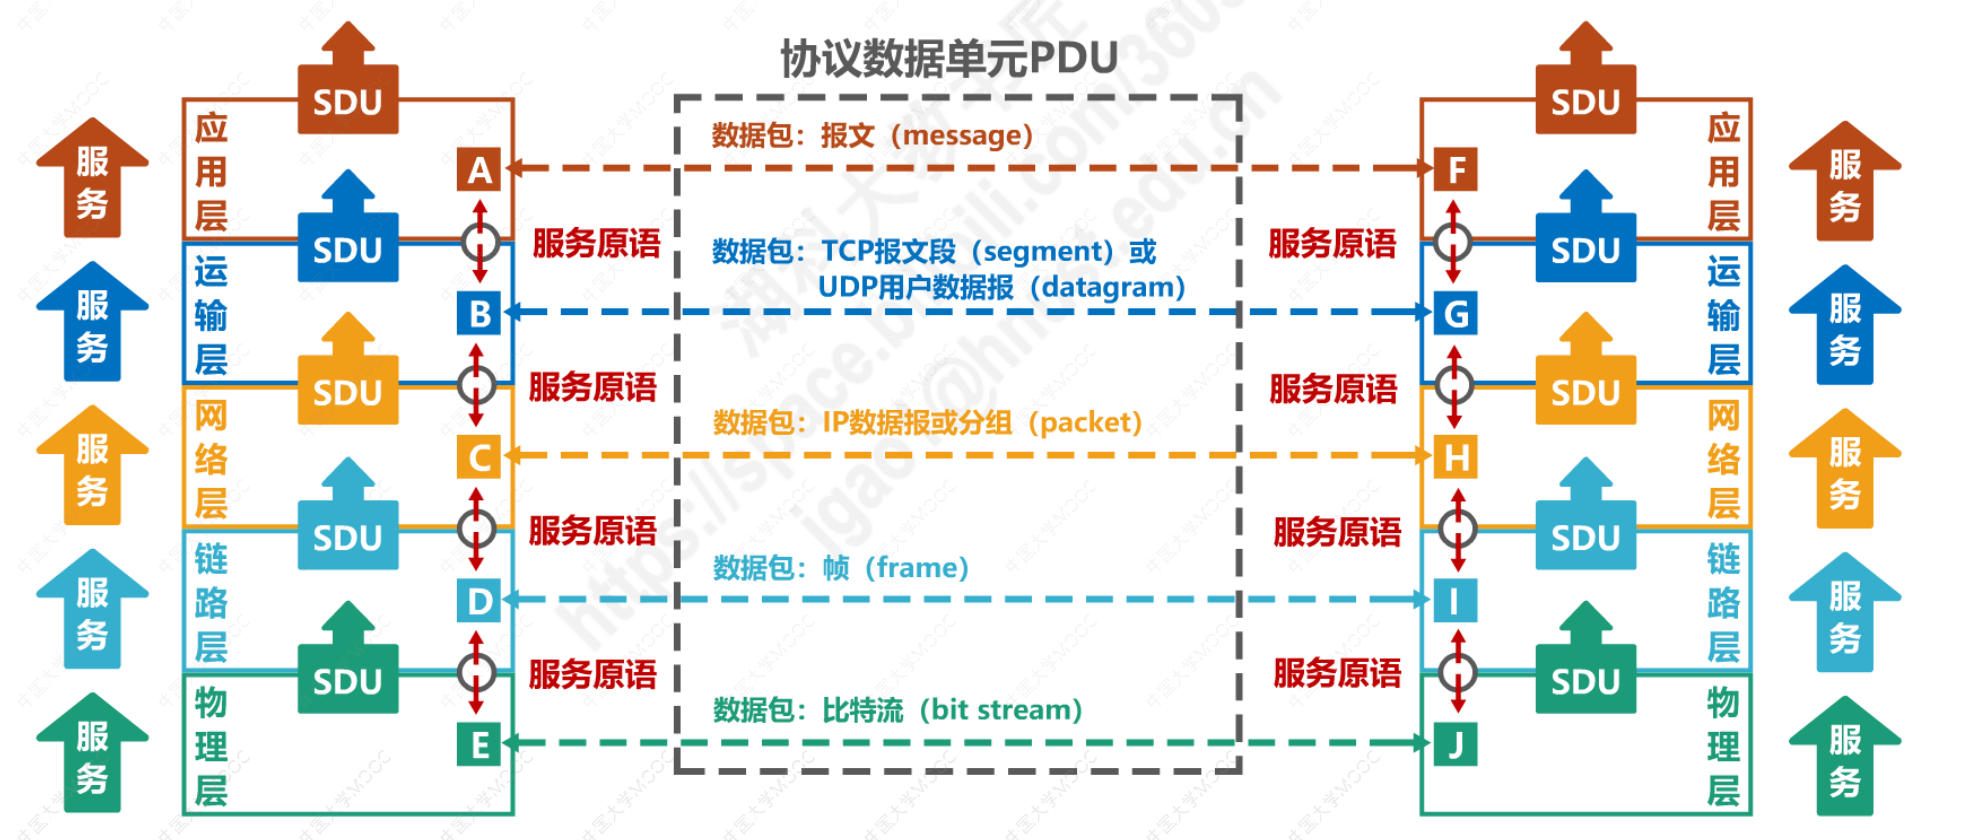 协议数据单元PDU
SDU
SDU
应用层
数据包：报文（message）
应用层
服务
服务
A
F
SDU
SDU
服务原语
服务原语
运输层
数据包：TCP报文段（segment）或
UDP用户数据报（datagram）
运输层
服务
服务
B
G
SDU
SDU
服务原语
服务原语
网络层
数据包：IP数据报或分组（packet）
网络层
服务
服务
C
H
SDU
SDU
服务原语
服务原语
链路层
数据包：帧（frame）
链路层
服务
服务
D
I
SDU
SDU
服务原语
服务原语
物理层
数据包：比特流（bit stream）
物理层
服务
服务
E
J
中国大学MOOC